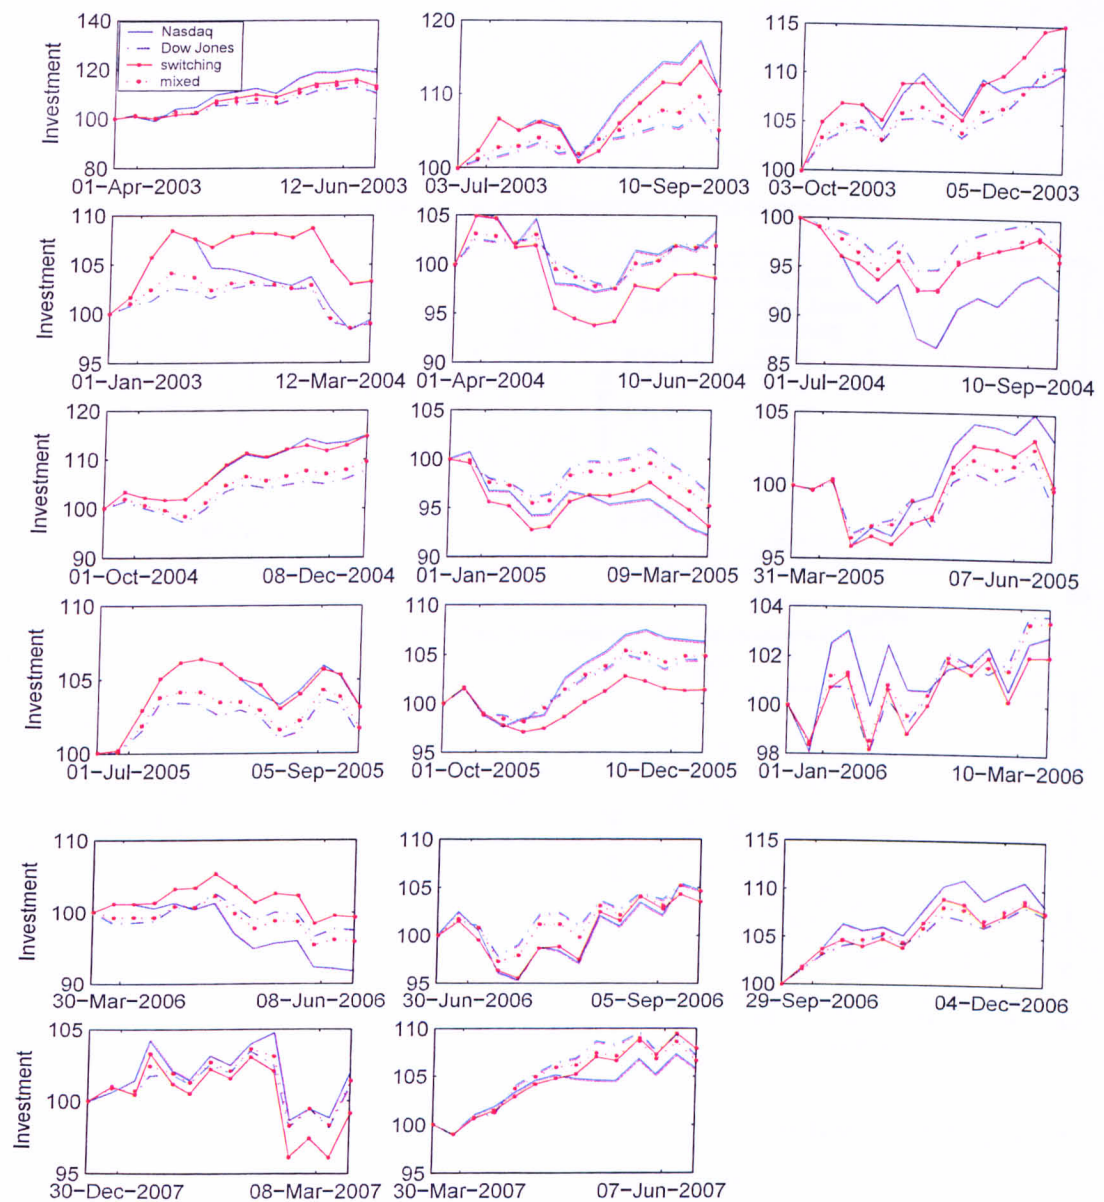 140
120
100
80
Nasdaq
Dow Jones
switching
mixed
Investment
01-Apr-2003
12-Jun-2003
120
110
100
03-Jul-2003
10-Sep-2003
115
110
105
100
03-Oct-2003
05-Dec-2003
110
105
100
95
Investment
01-Jan-2003
12-Mar-2004
105
100
95
90
01-Apr-2004
10-Jun-2004
100
95
90
85
01-Jul-2004
10-Sep-2004
120
110
100
90
Investment
01-Oct-2004
08-Dec-2004
105
100
95
90
01-Jan-2005
09-Mar-2005
105
100
95
31-Mar-2005
07-Jun-2005
110
105
100
Investment
01-Jul-2005
05-Sep-2005
110
105
100
95
01-Oct-2005
10-Dec-2005
104
102
100
98
01-Jan-2006
10-Mar-2006
110
100
90
Investment
30-Mar-2006
08-Jun-2006
110
105
100
95
30-Jun-2006
05-Sep-2006
115
110
105
100
29-Sep-2006
04-Dec-2006
105
100
95
Investment
30-Dec-2007
08-Mar-2007
110
105
100
95
30-Mar-2007
07-Jun-2007